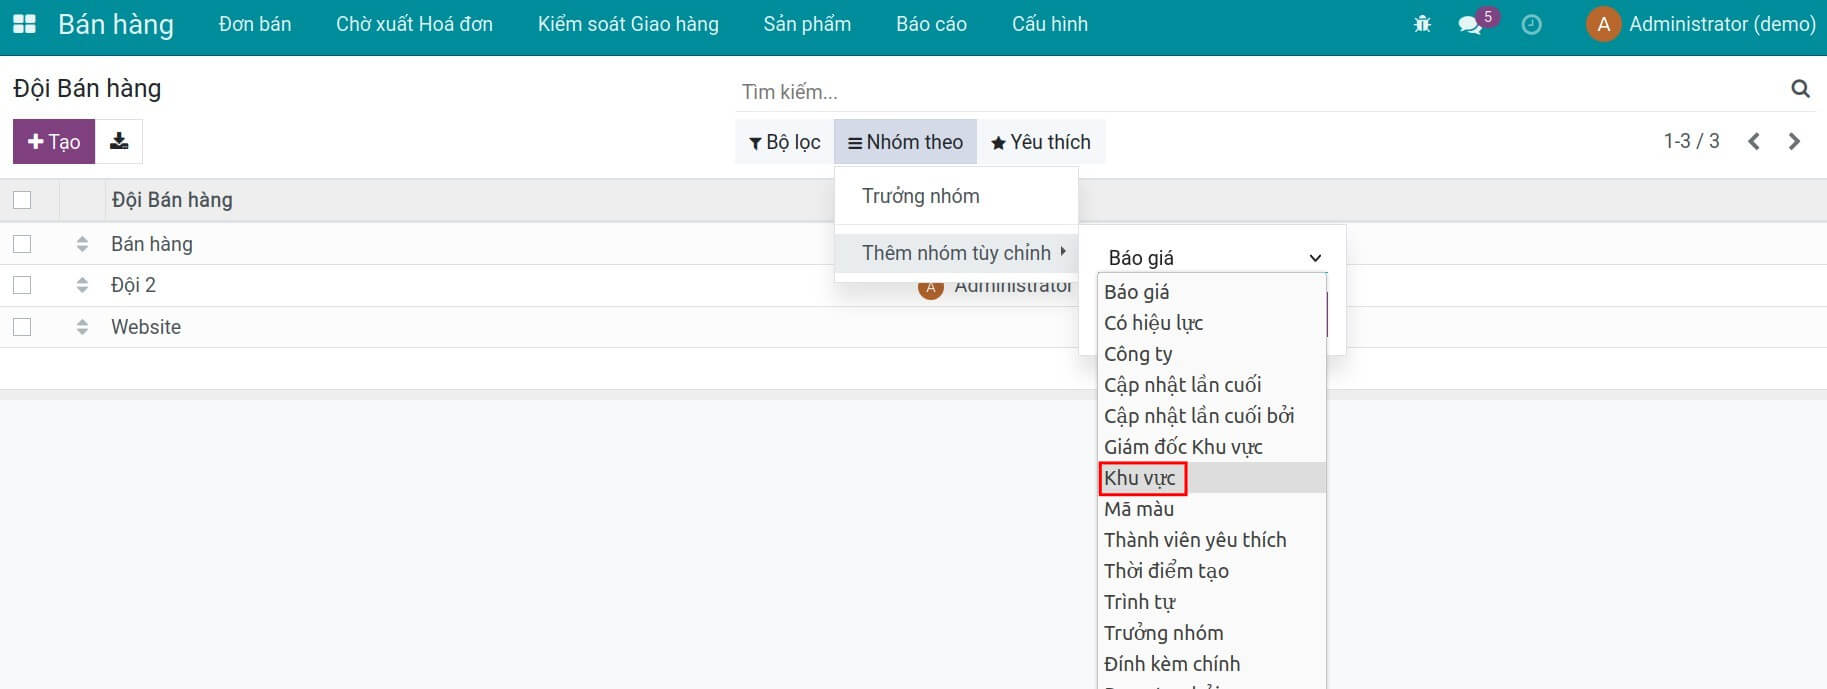 Bán hàng Đơn bán Chờ xuất Hoá đơn Kiểm soát Giao hàng Sản phẩm Báo cáo Cấu hình 5 A Administrator (demo)
Đội Bán hàng
Tìm kiếm...
Tạo Bộ lọc Nhóm theo Yêu thích 1-3 / 3
Trưởng nhóm
Đội Bán hàng
Bán hàng
Thêm nhóm tùy chỉnh
Báo giá
Đội 2
A Administrator
Website
Báo giá
Có hiệu lực
Công ty
Cập nhật lần cuối
Cập nhật lần cuối bởi
Giám đốc Khu vực
Khu vực
Mã màu
Thành viên yêu thích
Thời điểm tạo
Trình tự
Trưởng nhóm
Đính kèm chính